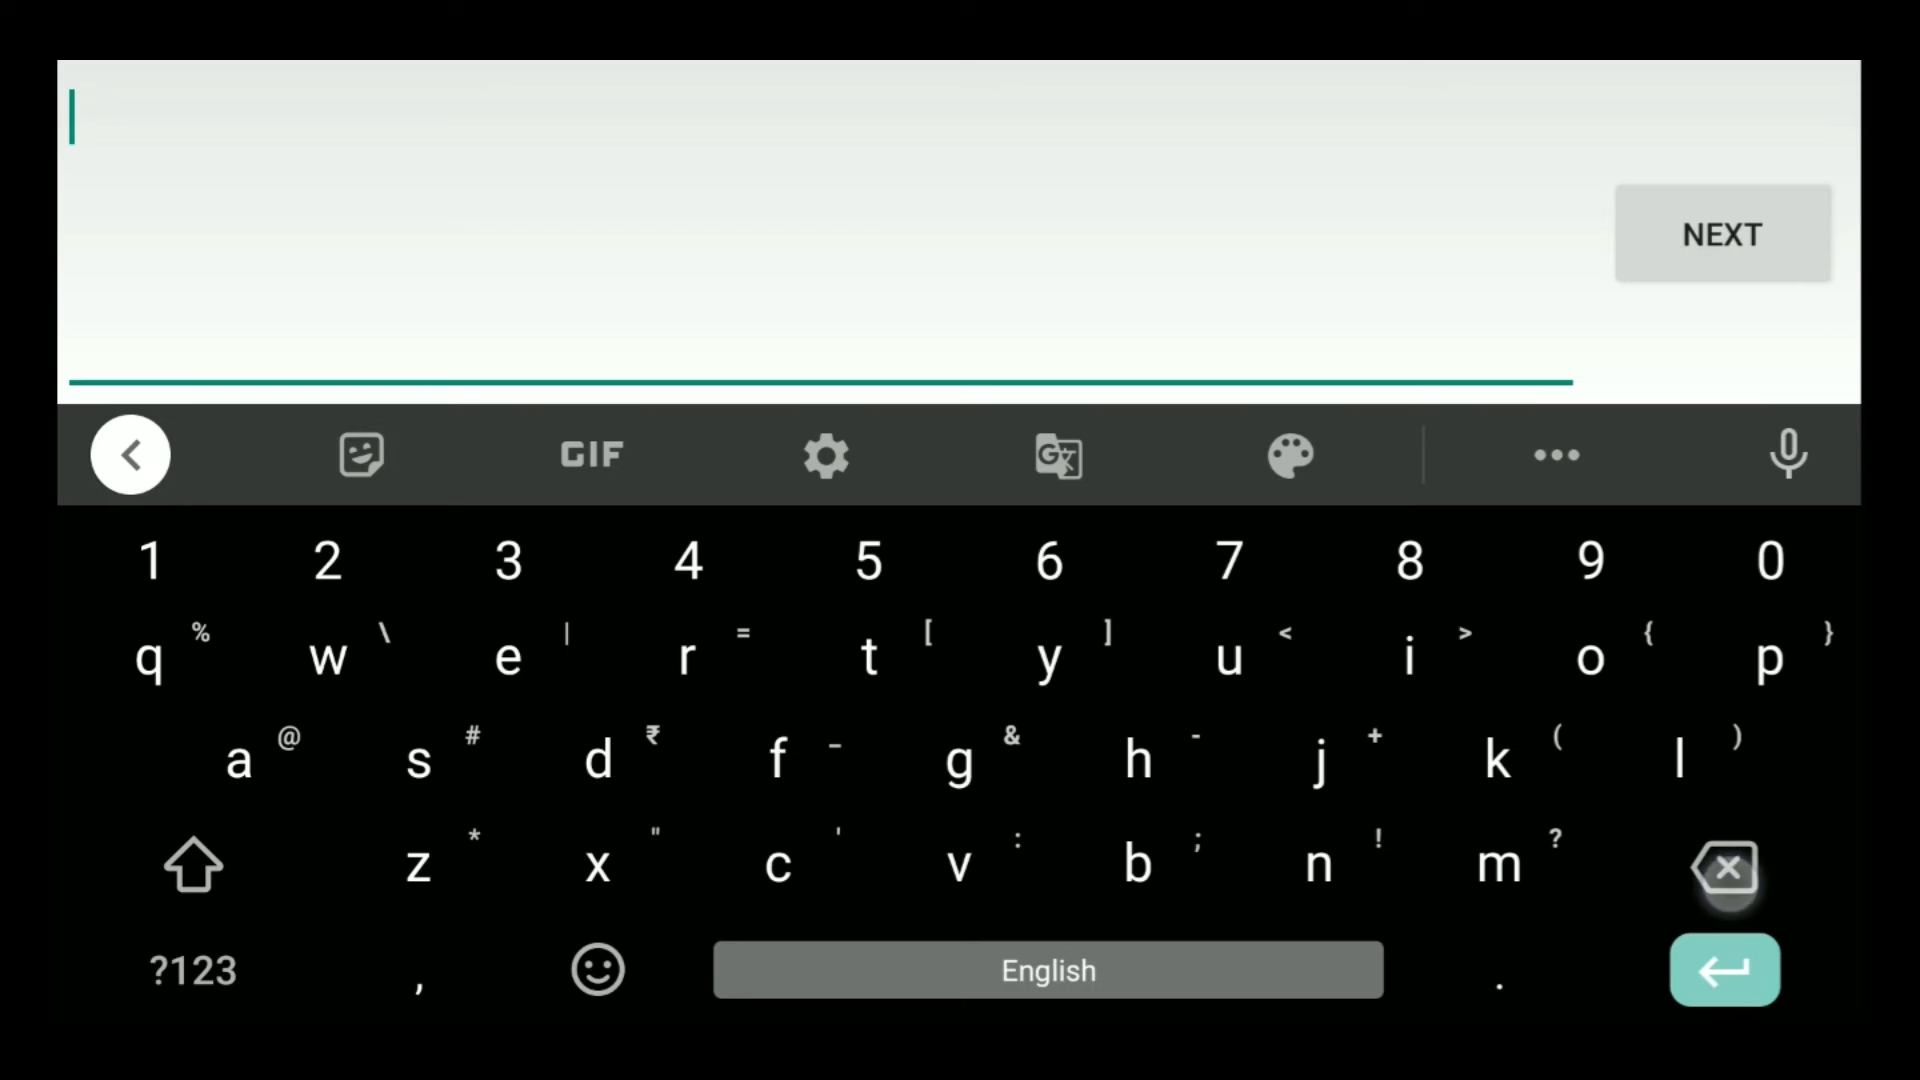 NEXT
GIF
1 2 3 4 5 6 7 8 9 0
q % w \ e | r = t [ y ] u < i > o { p }
a @ s # d ₹ f _ g & h - j + k ( l )
z * x " c ' v : b ; n ! m ?
?123 , English .